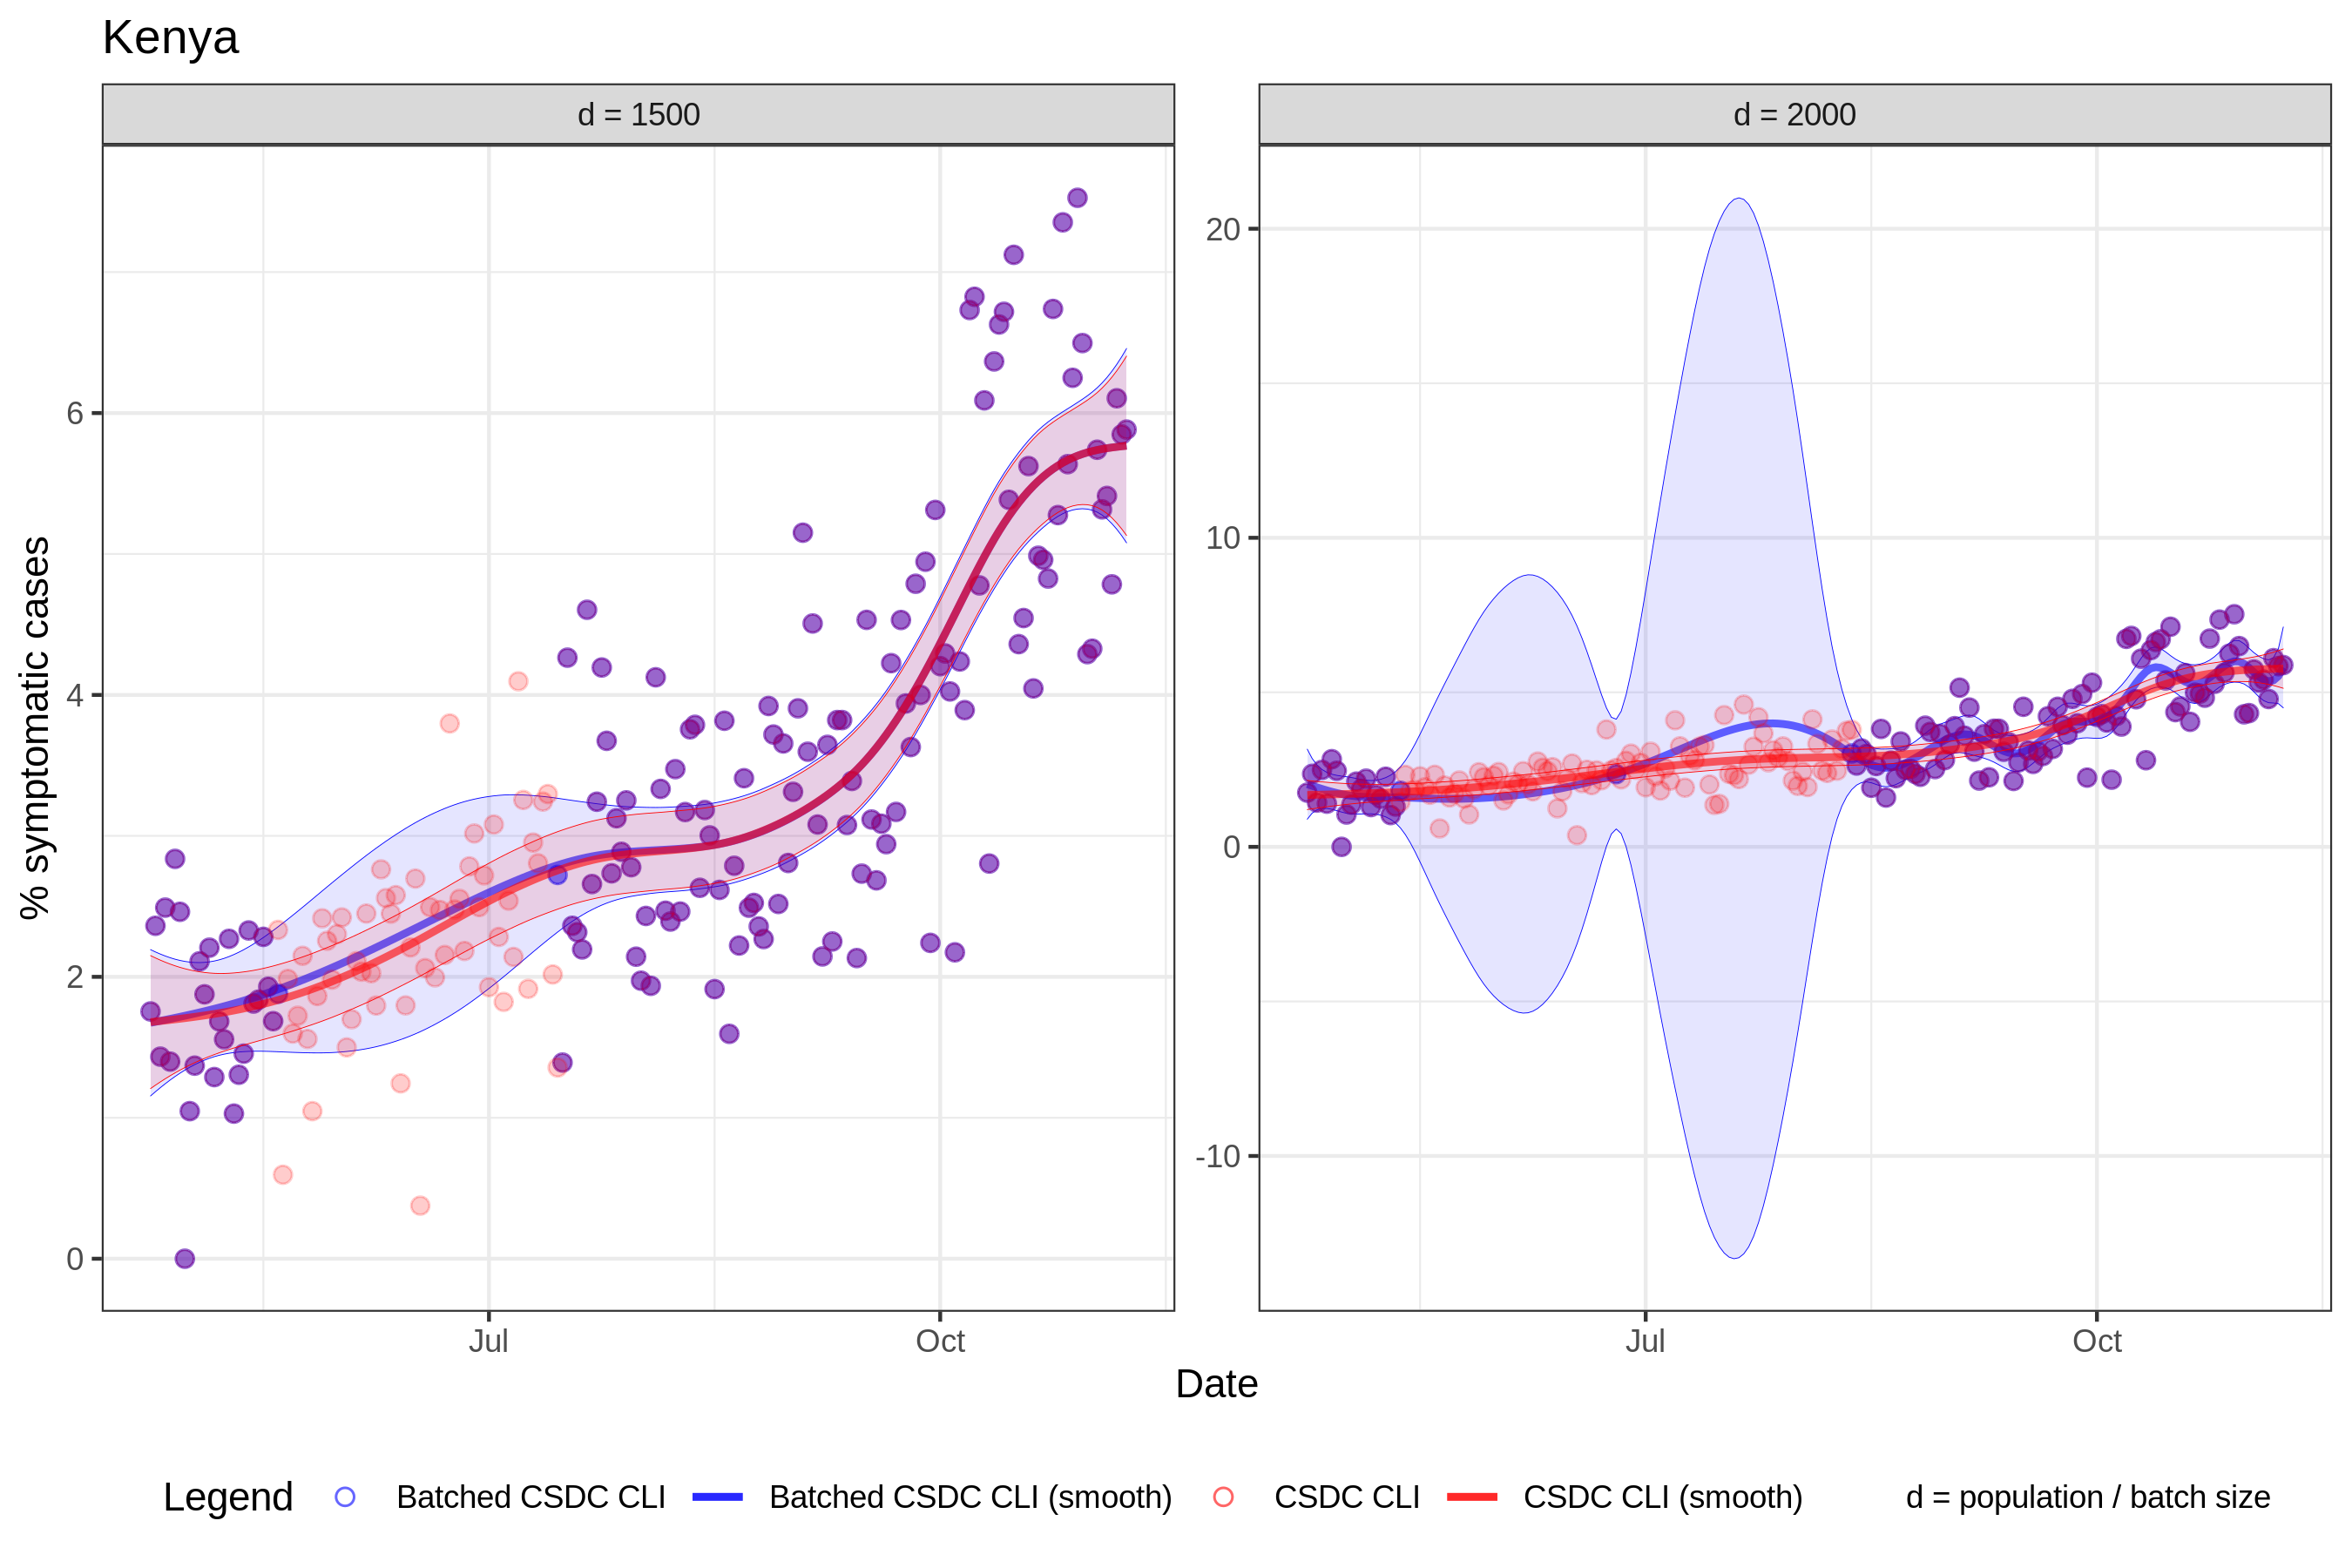 Kenya
d = 1500
d = 2000
% symptomatic cases
6
4
2
0
20
10
0
-10
Jul
Oct
Jul
Oct
Date
Legend
Batched CSDC CLI
Batched CSDC CLI (smooth)
CSDC CLI
CSDC CLI (smooth)
d = population / batch size